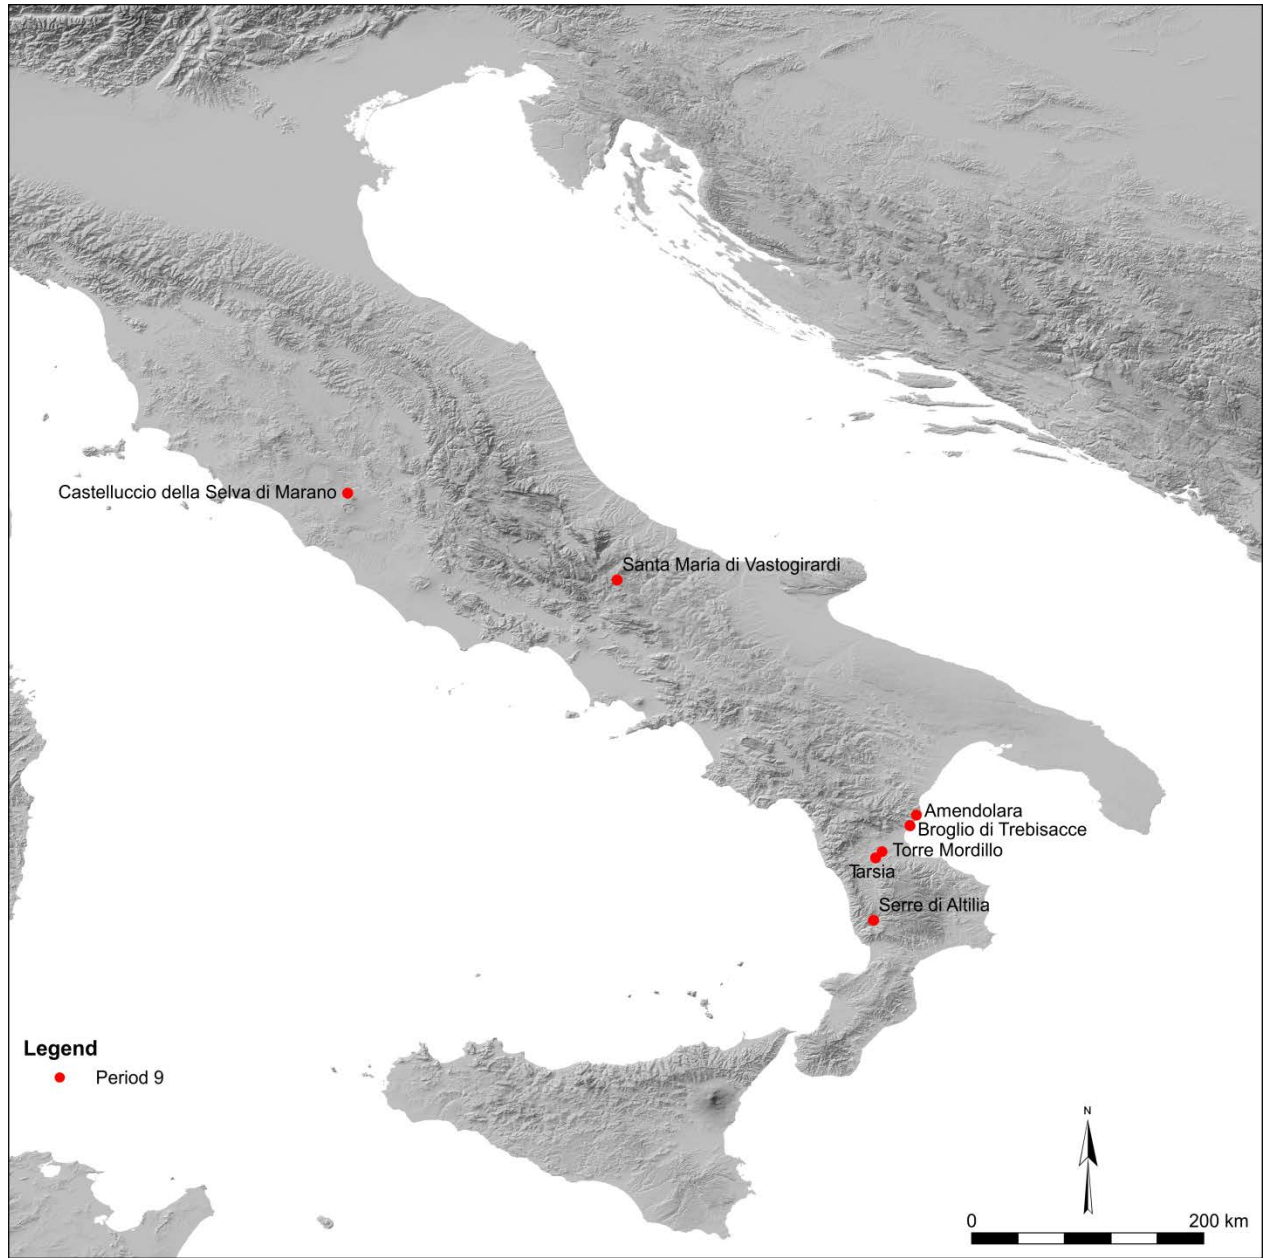 Castelluccio della Selva di Marano
Santa Maria di Vastogirardi
Amendolara
Broglio di Trebisacce
Torre Mordillo
Tarsia
Serre di Altilia
Legend
Period 9
N
0 200 km